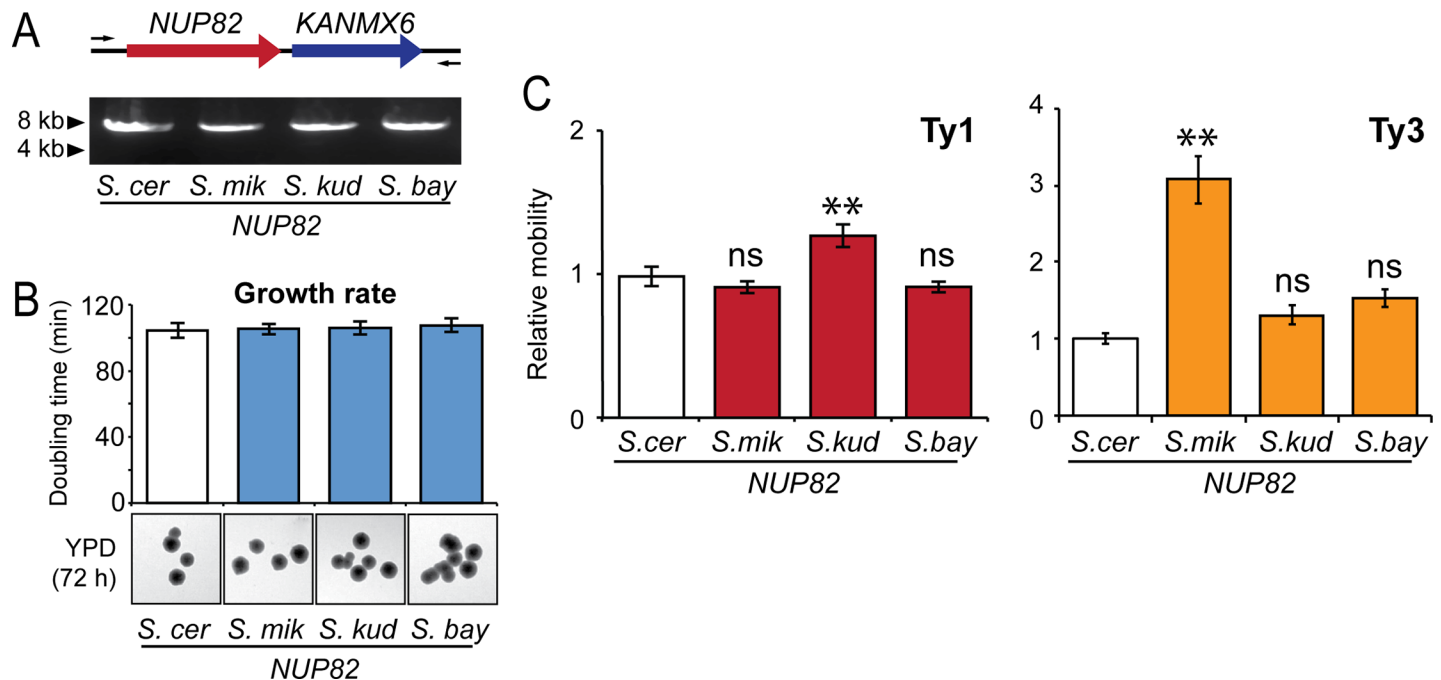 A
NUP82 KANMX6
8 kb
4 kb
S. cer S. mik S. kud S. bay
NUP82
B
Growth rate
Doubling time (min)
120
80
40
0
YPD
(72 h)
S. cer S. mik S. kud S. bay
NUP82
C
Ty1
Relative mobility
2
1
0
ns ** ns
S.cer S.mik S.kud S.bay
NUP82
Ty3
4
3
2
1
0
** ns ns
S.cer S.mik S.kud S.bay
NUP82